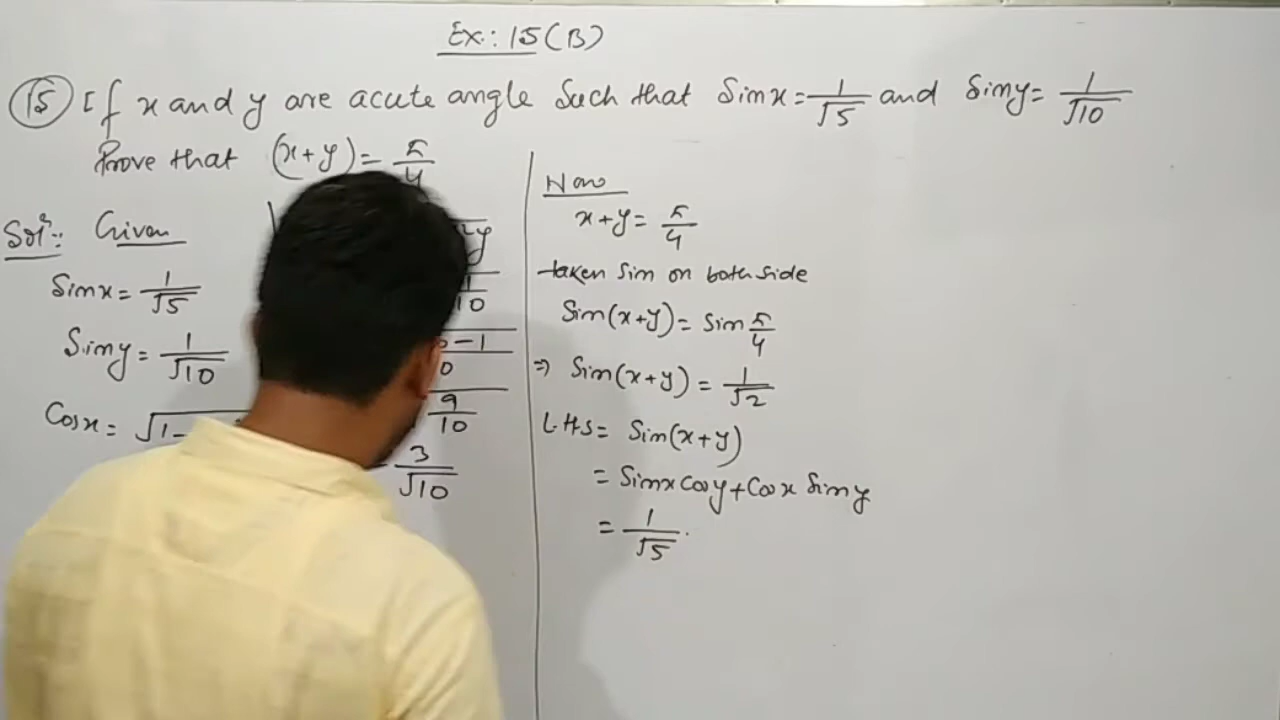 Ex.: 15(B)
(15) If x and y are acute angle Such that Sinx = 1/√5 and Siny = 1/√10
Prove that (x+y) = π/4
Solⁿ: Given
Sinx = 1/√5
Siny = 1/√10
Cosx = √1-
y
10
-1
9/10
3/√10
Now
x+y = π/4
taken Sin on both side
Sin(x+y) = Sin π/4
⇒ Sin(x+y) = 1/√2
L.H.S = Sin(x+y)
= Sinx Cosy + Cosx Siny
= 1/√5 .